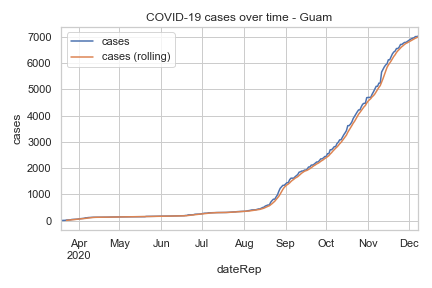 COVID-19 cases over time - Guam
cases
cases (rolling)
7000
6000
5000
4000
3000
2000
1000
0
cases
Apr May Jun Jul Aug Sep Oct Nov Dec
2020
dateRep